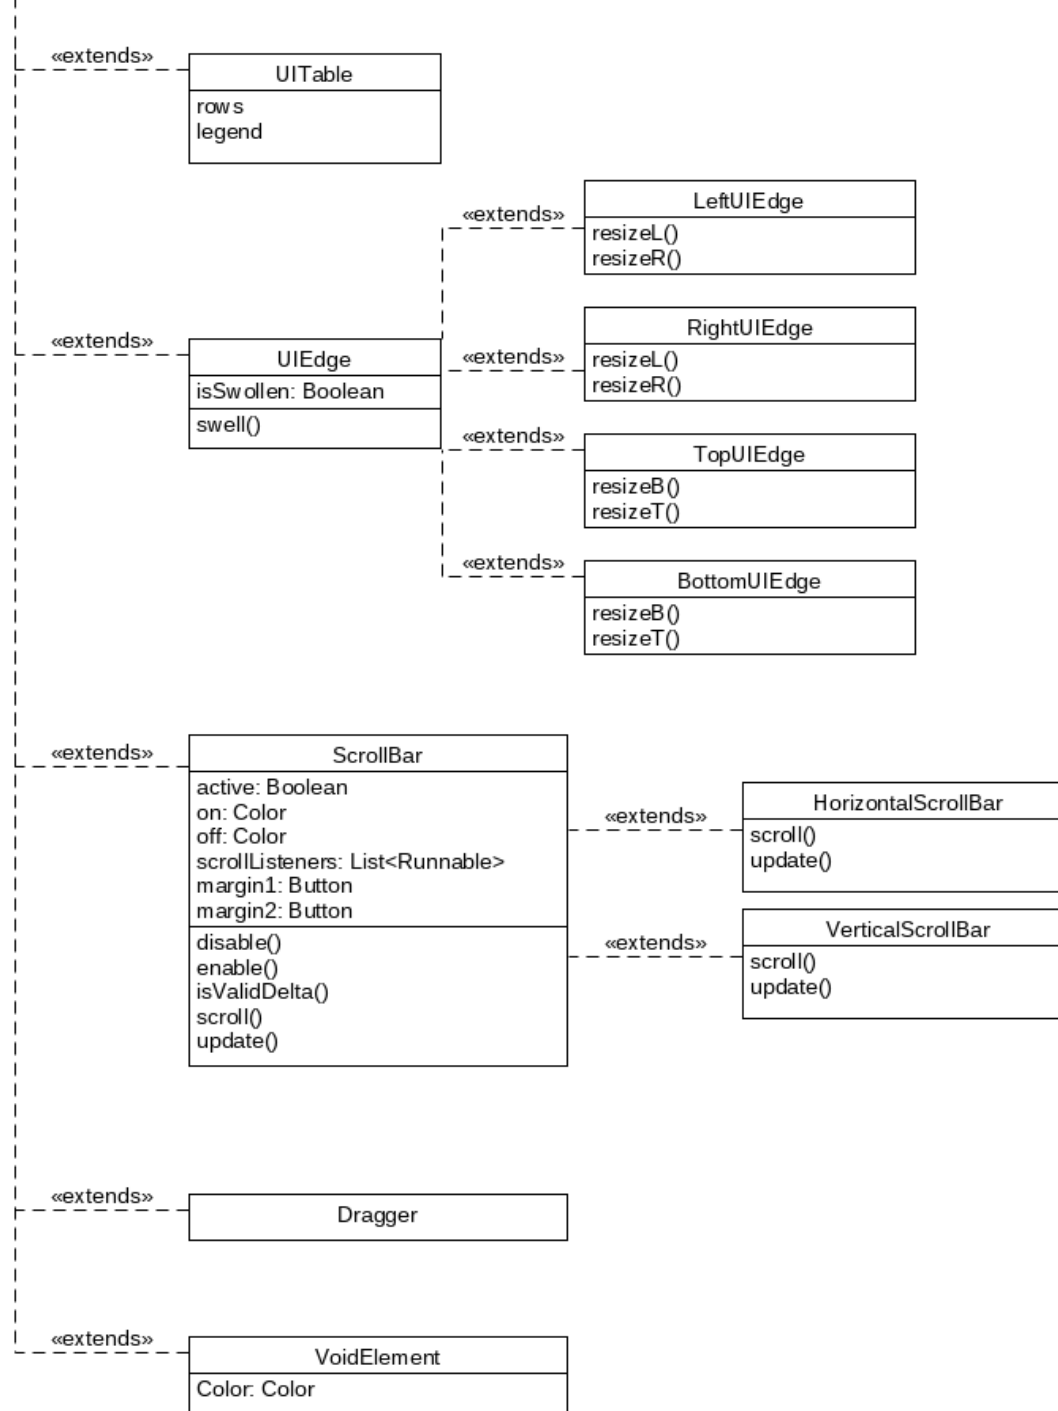 «extends»
UITable
rows
legend
«extends»
LeftUIEdge
resizeL()
resizeR()
«extends»
RightUIEdge
resizeL()
resizeR()
«extends»
UIEdge
isSwollen: Boolean
swell()
«extends»
TopUIEdge
resizeB()
resizeT()
«extends»
BottomUIEdge
resizeB()
resizeT()
«extends»
ScrollBar
active: Boolean
on: Color
off: Color
scrollListeners: List<Runnable>
margin1: Button
margin2: Button
disable()
enable()
isValidDelta()
scroll()
update()
«extends»
HorizontalScrollBar
scroll()
update()
«extends»
VerticalScrollBar
scroll()
update()
«extends»
Dragger
«extends»
VoidElement
Color: Color